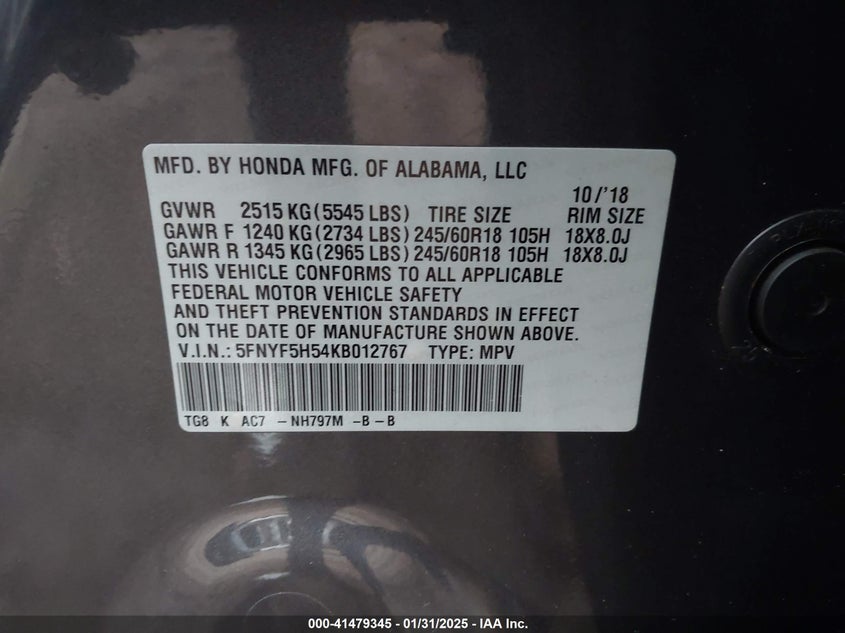 MFD. BY HONDA MFG. OF ALABAMA, LLC
10/'18
GVWR 2515 KG (5545 LBS) TIRE SIZE RIM SIZE
GAWR F 1240 KG (2734 LBS) 245/60R18 105H 18X8.0J
GAWR R 1345 KG (2965 LBS) 245/60R18 105H 18X8.0J
THIS VEHICLE CONFORMS TO ALL APPLICABLE
FEDERAL MOTOR VEHICLE SAFETY
AND THEFT PREVENTION STANDARDS IN EFFECT
ON THE DATE OF MANUFACTURE SHOWN ABOVE.
V.I.N.: 5FNYF5H54KB012767 TYPE: MPV
TG8 K AC7 - NH797M -B - B
000-41479345 - 01/31/2025 - IAA Inc.